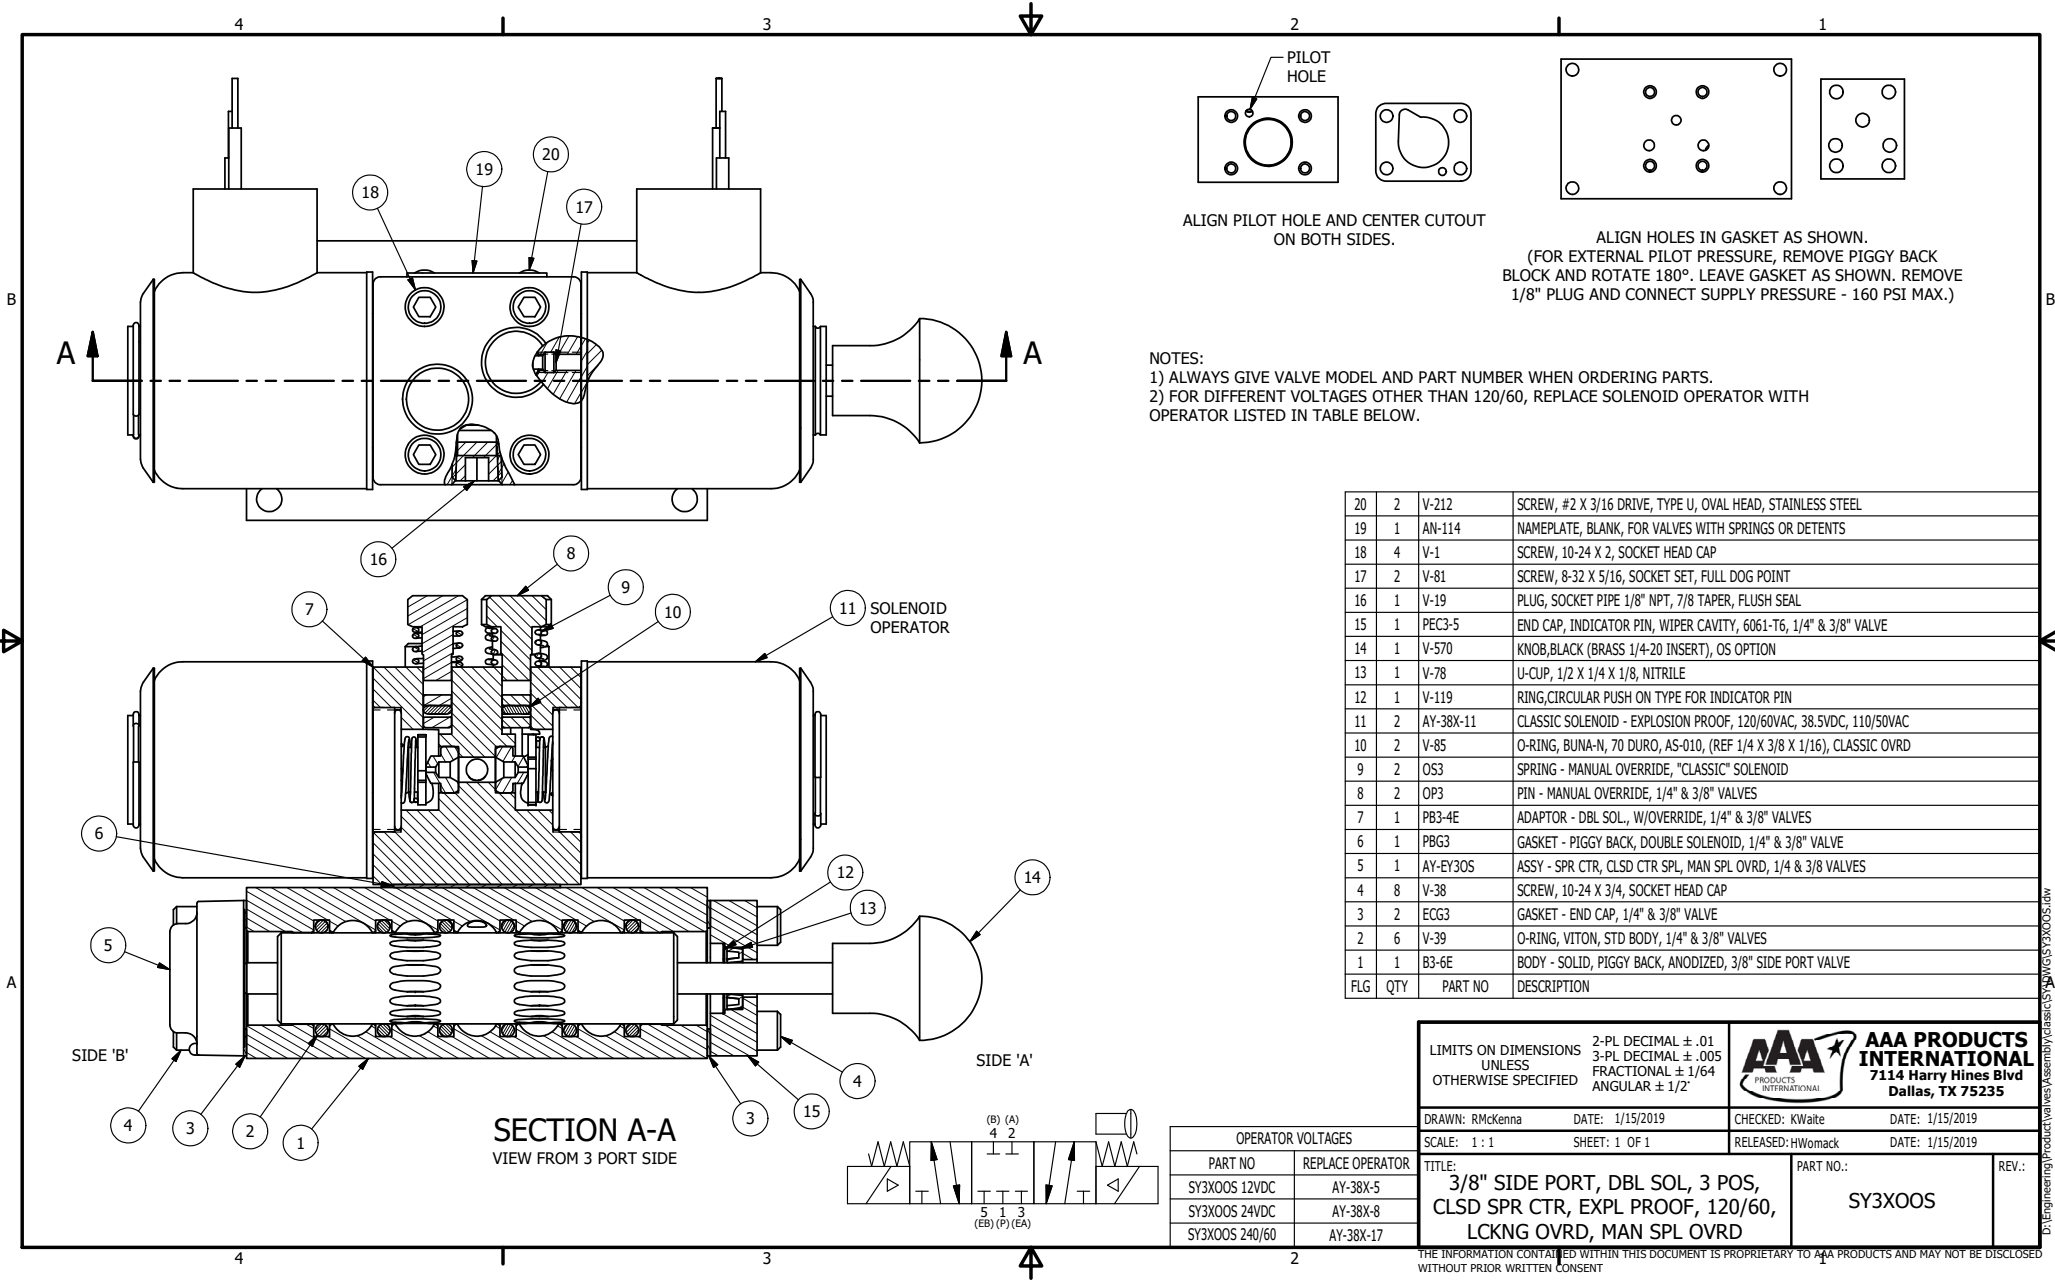 4
3
2
1
PILOT
HOLE
ALIGN PILOT HOLE AND CENTER CUTOUT
ON BOTH SIDES.
ALIGN HOLES IN GASKET AS SHOWN.
(FOR EXTERNAL PILOT PRESSURE, REMOVE PIGGY BACK
BLOCK AND ROTATE 180°. LEAVE GASKET AS SHOWN. REMOVE
1/8" PLUG AND CONNECT SUPPLY PRESSURE - 160 PSI MAX.)
B
B
18
19
20
17
A
A
16
NOTES:
1) ALWAYS GIVE VALVE MODEL AND PART NUMBER WHEN ORDERING PARTS.
2) FOR DIFFERENT VOLTAGES OTHER THAN 120/60, REPLACE SOLENOID OPERATOR WITH
OPERATOR LISTED IN TABLE BELOW.
7
8
9
10
11 SOLENOID
OPERATOR
6
5
12
13
14
A
A
SIDE 'B'
SIDE 'A'
4
3
2
1
3
15
4
SECTION A-A
VIEW FROM 3 PORT SIDE
20 2 V-212 SCREW, #2 X 3/16 DRIVE, TYPE U, OVAL HEAD, STAINLESS STEEL
19 1 AN-114 NAMEPLATE, BLANK, FOR VALVES WITH SPRINGS OR DETENTS
18 4 V-1 SCREW, 10-24 X 2, SOCKET HEAD CAP
17 2 V-81 SCREW, 8-32 X 5/16, SOCKET SET, FULL DOG POINT
16 1 V-19 PLUG, SOCKET PIPE 1/8" NPT, 7/8 TAPER, FLUSH SEAL
15 1 PEC3-5 END CAP, INDICATOR PIN, WIPER CAVITY, 6061-T6, 1/4" & 3/8" VALVE
14 1 V-570 KNOB,BLACK (BRASS 1/4-20 INSERT), OS OPTION
13 1 V-78 U-CUP, 1/2 X 1/4 X 1/8, NITRILE
12 1 V-119 RING,CIRCULAR PUSH ON TYPE FOR INDICATOR PIN
11 2 AY-38X-11 CLASSIC SOLENOID - EXPLOSION PROOF, 120/60VAC, 38.5VDC, 110/50VAC
10 2 V-85 O-RING, BUNA-N, 70 DURO, AS-010, (REF 1/4 X 3/8 X 1/16), CLASSIC OVRD
9 2 OS3 SPRING - MANUAL OVERRIDE, "CLASSIC" SOLENOID
8 2 OP3 PIN - MANUAL OVERRIDE, 1/4" & 3/8" VALVES
7 1 PB3-4E ADAPTOR - DBL SOL., W/OVERRIDE, 1/4" & 3/8" VALVES
6 1 PBG3 GASKET - PIGGY BACK, DOUBLE SOLENOID, 1/4" & 3/8" VALVE
5 1 AY-EY3OS ASSY - SPR CTR, CLSD CTR SPL, MAN SPL OVRD, 1/4 & 3/8 VALVES
4 8 V-38 SCREW, 10-24 X 3/4, SOCKET HEAD CAP
3 2 ECG3 GASKET - END CAP, 1/4" & 3/8" VALVE
2 6 V-39 O-RING, VITON, STD BODY, 1/4" & 3/8" VALVES
1 1 B3-6E BODY - SOLID, PIGGY BACK, ANODIZED, 3/8" SIDE PORT VALVE
FLG QTY PART NO DESCRIPTION
(B) (A)
4 2
5 1 3
(EB) (P) (EA)
OPERATOR VOLTAGES
PART NO REPLACE OPERATOR
SY3XOOS 12VDC AY-38X-5
SY3XOOS 24VDC AY-38X-8
SY3XOOS 240/60 AY-38X-17
LIMITS ON DIMENSIONS
UNLESS
OTHERWISE SPECIFIED
2-PL DECIMAL ± .01
3-PL DECIMAL ± .005
FRACTIONAL ± 1/64
ANGULAR ± 1/2°
AAA
PRODUCTS
INTERNATIONAL
AAA PRODUCTS
INTERNATIONAL
7114 Harry Hines Blvd
Dallas, TX 75235
DRAWN: RMcKenna DATE: 1/15/2019 CHECKED: KWaite DATE: 1/15/2019
SCALE: 1 : 1 SHEET: 1 OF 1 RELEASED: HWomack DATE: 1/15/2019
TITLE:
3/8" SIDE PORT, DBL SOL, 3 POS,
CLSD SPR CTR, EXPL PROOF, 120/60,
LCKNG OVRD, MAN SPL OVRD
PART NO.:
SY3XOOS
REV.:
D:\Engineering\Product\valves\Assembly\classic\SY\DWG\SY3XOOS.idw
4
3
2
1
THE INFORMATION CONTAINED WITHIN THIS DOCUMENT IS PROPRIETARY TO AAA PRODUCTS AND MAY NOT BE DISCLOSED
WITHOUT PRIOR WRITTEN CONSENT